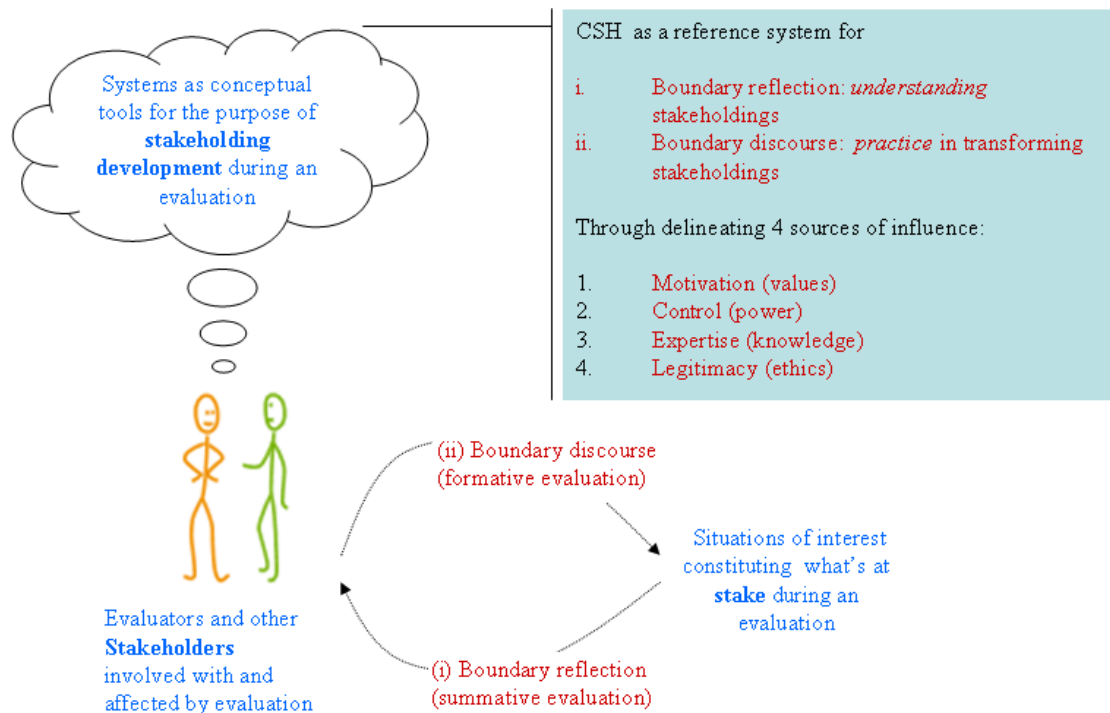 Systems as conceptual
tools for the purpose of
stakeholding
development during an
evaluation
CSH as a reference system for
i. Boundary reflection: understanding
stakeholdings
ii. Boundary discourse: practice in transforming
stakeholdings
Through delineating 4 sources of influence:
1. Motivation (values)
2. Control (power)
3. Expertise (knowledge)
4. Legitimacy (ethics)
(ii) Boundary discourse
(formative evaluation)
Situations of interest
constituting what's at
stake during an
evaluation
Evaluators and other
Stakeholders
involved with and
affected by evaluation
(i) Boundary reflection
(summative evaluation)